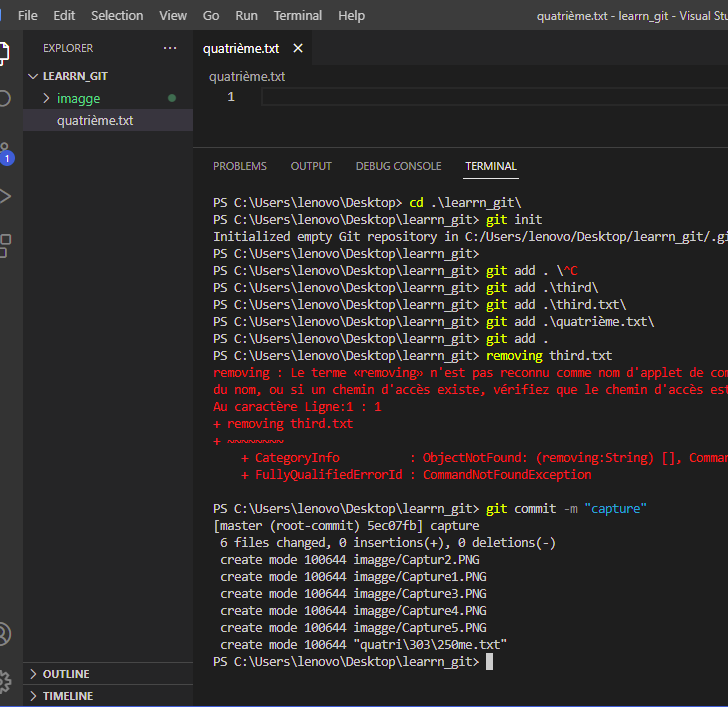 File Edit Selection View Go Run Terminal Help quatrième.txt - learrn_git - Visual Stu
EXPLORER ··· quatrième.txt ×
LEARRN_GIT
quatrième.txt
imagge
1
quatrième.txt
1
PROBLEMS OUTPUT DEBUG CONSOLE TERMINAL
PS C:\Users\lenovo\Desktop> cd .\learrn_git\
PS C:\Users\lenovo\Desktop\learrn_git> git init
Initialized empty Git repository in C:/Users/lenovo/Desktop/learrn_git/.gi
PS C:\Users\lenovo\Desktop\learrn_git>
PS C:\Users\lenovo\Desktop\learrn_git> git add . \^C
PS C:\Users\lenovo\Desktop\learrn_git> git add .\third\
PS C:\Users\lenovo\Desktop\learrn_git> git add .\third.txt\
PS C:\Users\lenovo\Desktop\learrn_git> git add .\quatrième.txt\
PS C:\Users\lenovo\Desktop\learrn_git> git add .
PS C:\Users\lenovo\Desktop\learrn_git> removing third.txt
removing : Le terme «removing» n'est pas reconnu comme nom d'applet de com
du nom, ou si un chemin d'accès existe, vérifiez que le chemin d'accès est
Au caractère Ligne:1 : 1
+ removing third.txt
+ ~~~~~~~~
+ CategoryInfo : ObjectNotFound: (removing:String) [], Comman
+ FullyQualifiedErrorId : CommandNotFoundException
PS C:\Users\lenovo\Desktop\learrn_git> git commit -m "capture"
[master (root-commit) 5ec07fb] capture
6 files changed, 0 insertions(+), 0 deletions(-)
create mode 100644 imagge/Captur2.PNG
create mode 100644 imagge/Capture1.PNG
create mode 100644 imagge/Capture3.PNG
create mode 100644 imagge/Capture4.PNG
create mode 100644 imagge/Capture5.PNG
create mode 100644 "quatri\303\250me.txt"
PS C:\Users\lenovo\Desktop\learrn_git>
OUTLINE
TIMELINE